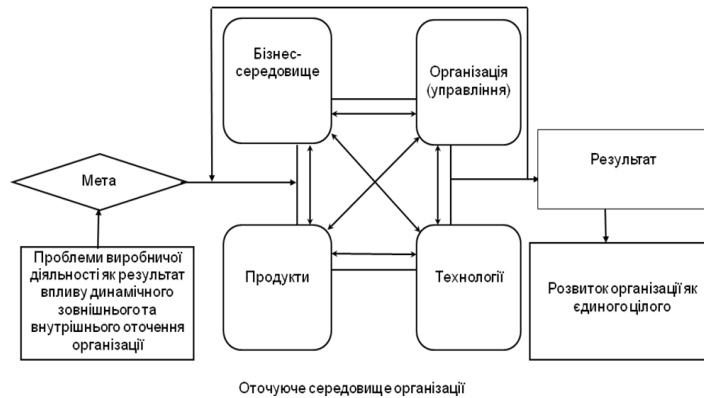 Бізнес-
середовище
Організація
(управління)
Мета
Результат
Проблеми виробничої
діяльності як результат
впливу динамічного
зовнішнього та
внутрішнього оточення
організації
Продукти
Технології
Розвиток організації як
єдиного цілого
Оточуюче середовище організації